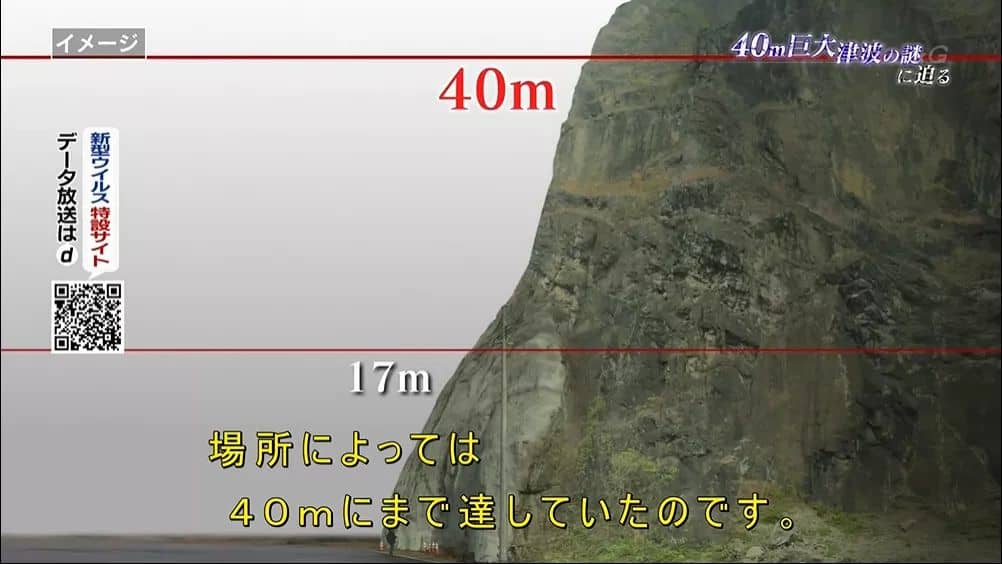 イメージ
40m巨大津波の謎
に迫る
G
40m
新型ウイルス特設サイト
データ放送はd
17m
場所によっては
40mにまで達していたのです。